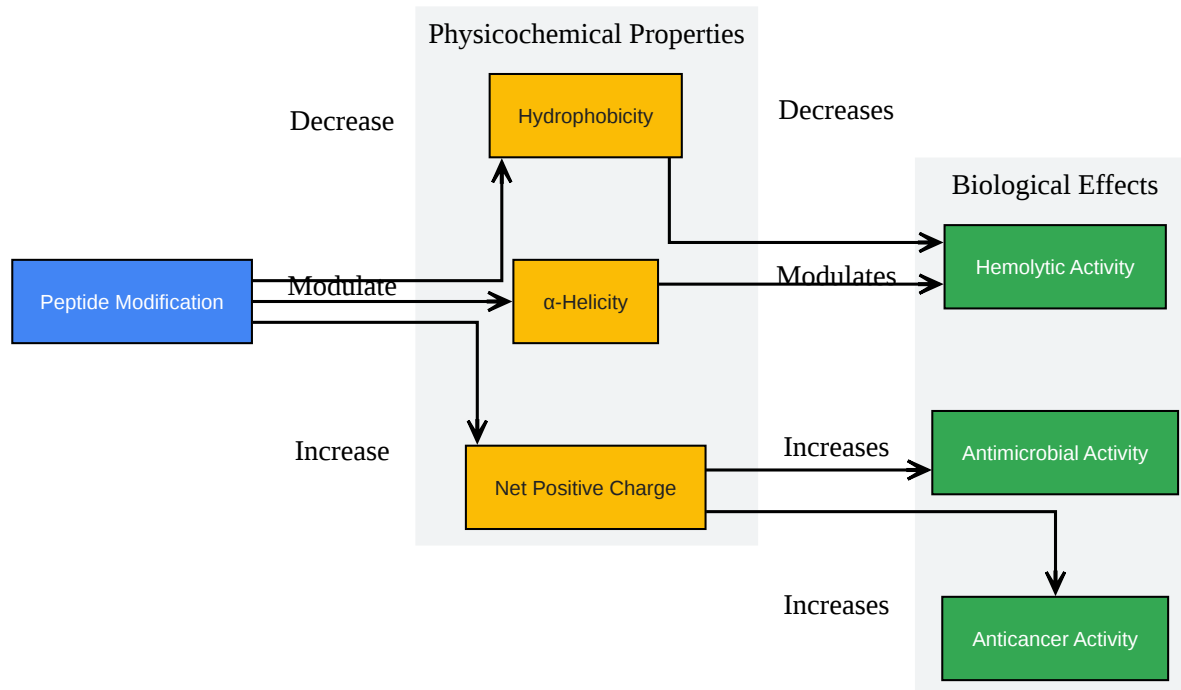 Physicochemical Properties
Decrease
Hydrophobicity
Decreases
Biological Effects
Peptide Modification
Modulate
α-Helicity
Modulates
Hemolytic Activity
Increase
Net Positive Charge
Increases
Antimicrobial Activity
Increases
Anticancer Activity